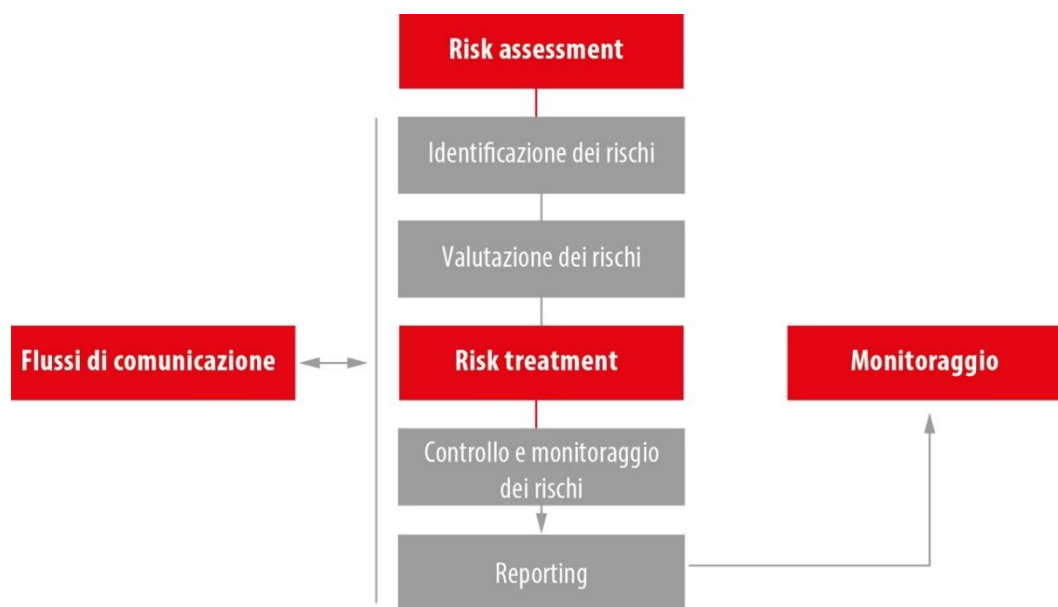 Risk assessment
Identificazione dei rischi
Valutazione dei rischi
Flussi di comunicazione
Risk treatment
Monitoraggio
Controllo e monitoraggio
dei rischi
Reporting